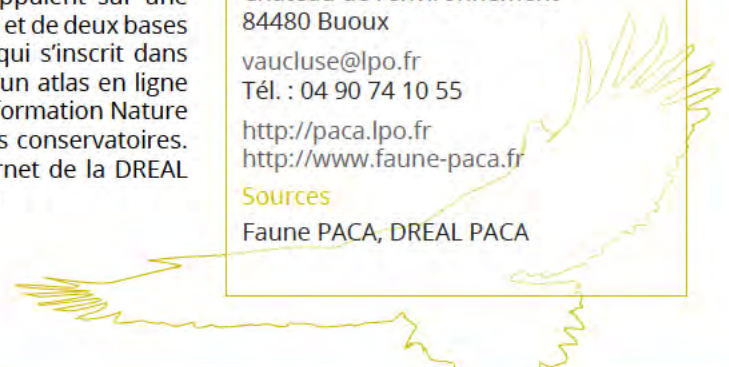 et de deux bases
qui s’inscrit dans
un atlas en ligne
formation Nature
s conservatoires.
rnet de la DREAL
84480 Buoux
vaucluse@lpo.fr
Tél. : 04 90 74 10 55
http://paca.lpo.fr
http://www.faune-paca.fr
Sources
Faune PACA, DREAL PACA